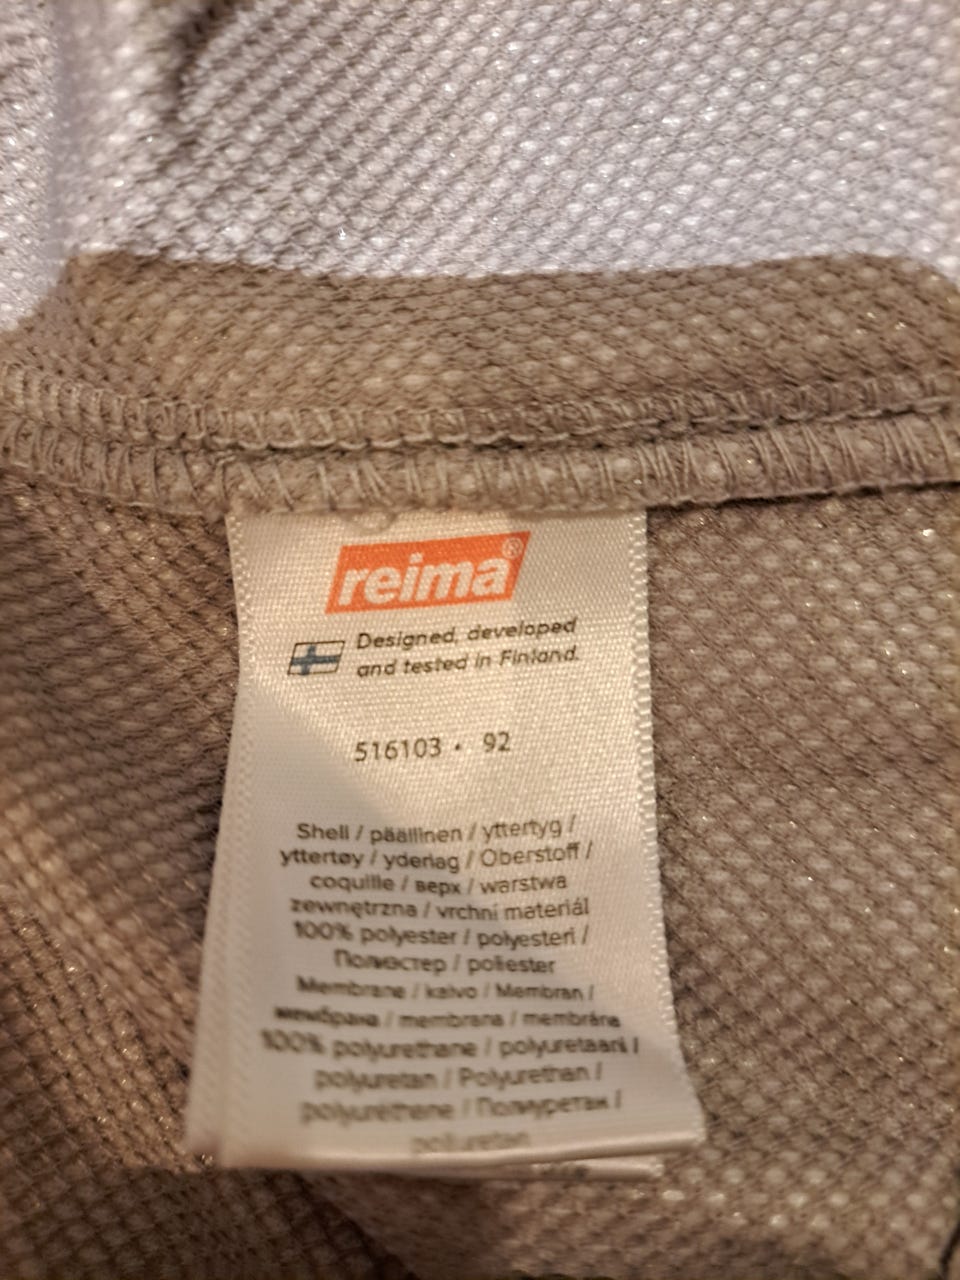 reima®
Designed, developed
and tested in Finland.
516103 • 92
Shell / päällinen / yttertyg /
yttertøy / yderlag / Oberstoff /
coquille / верх / warstwa
zewnętrzna / vrchní materiál
100% polyester / polyesteri /
Полиэстер / poliester
Membrane / kalvo / Membran /
мембрана / membrana / membrána
100% polyurethane / polyuretaani /
polyuretan / Polyurethan /
polyuréthane / Полиуретан /
poliuretan